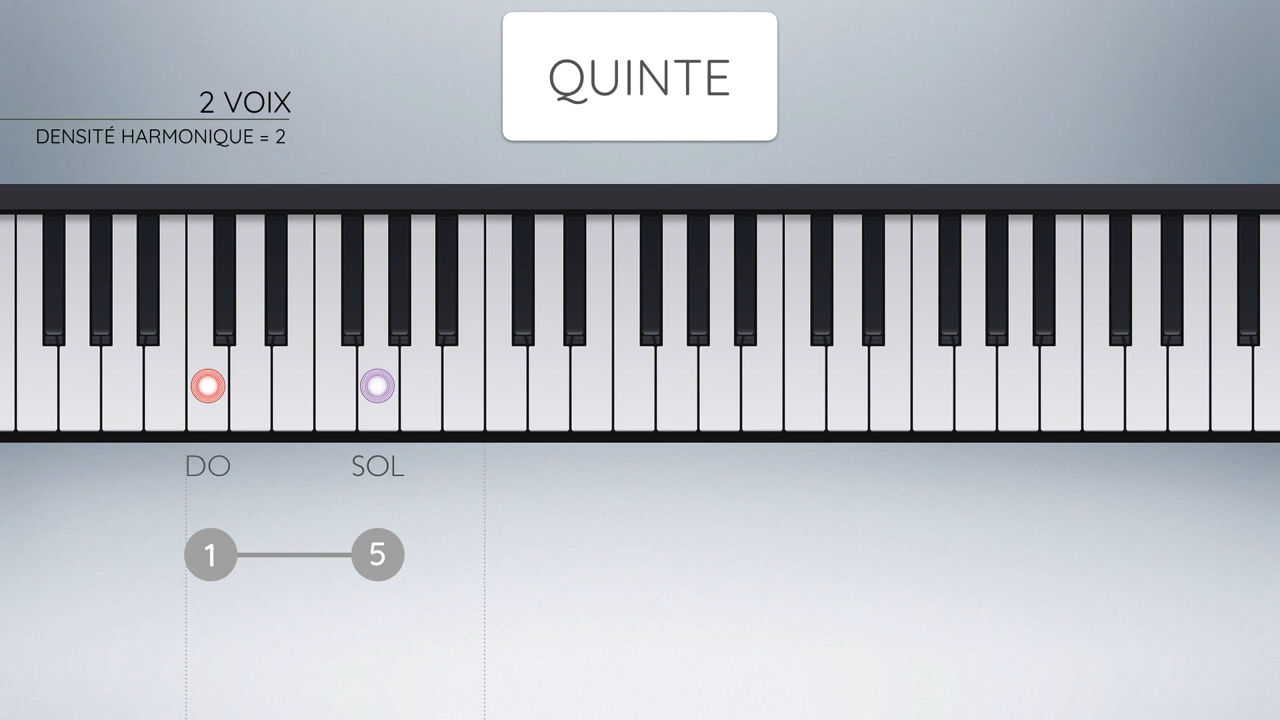 QUINTE
2 VOIX
DENSITÉ HARMONIQUE = 2
DO SOL
1 5